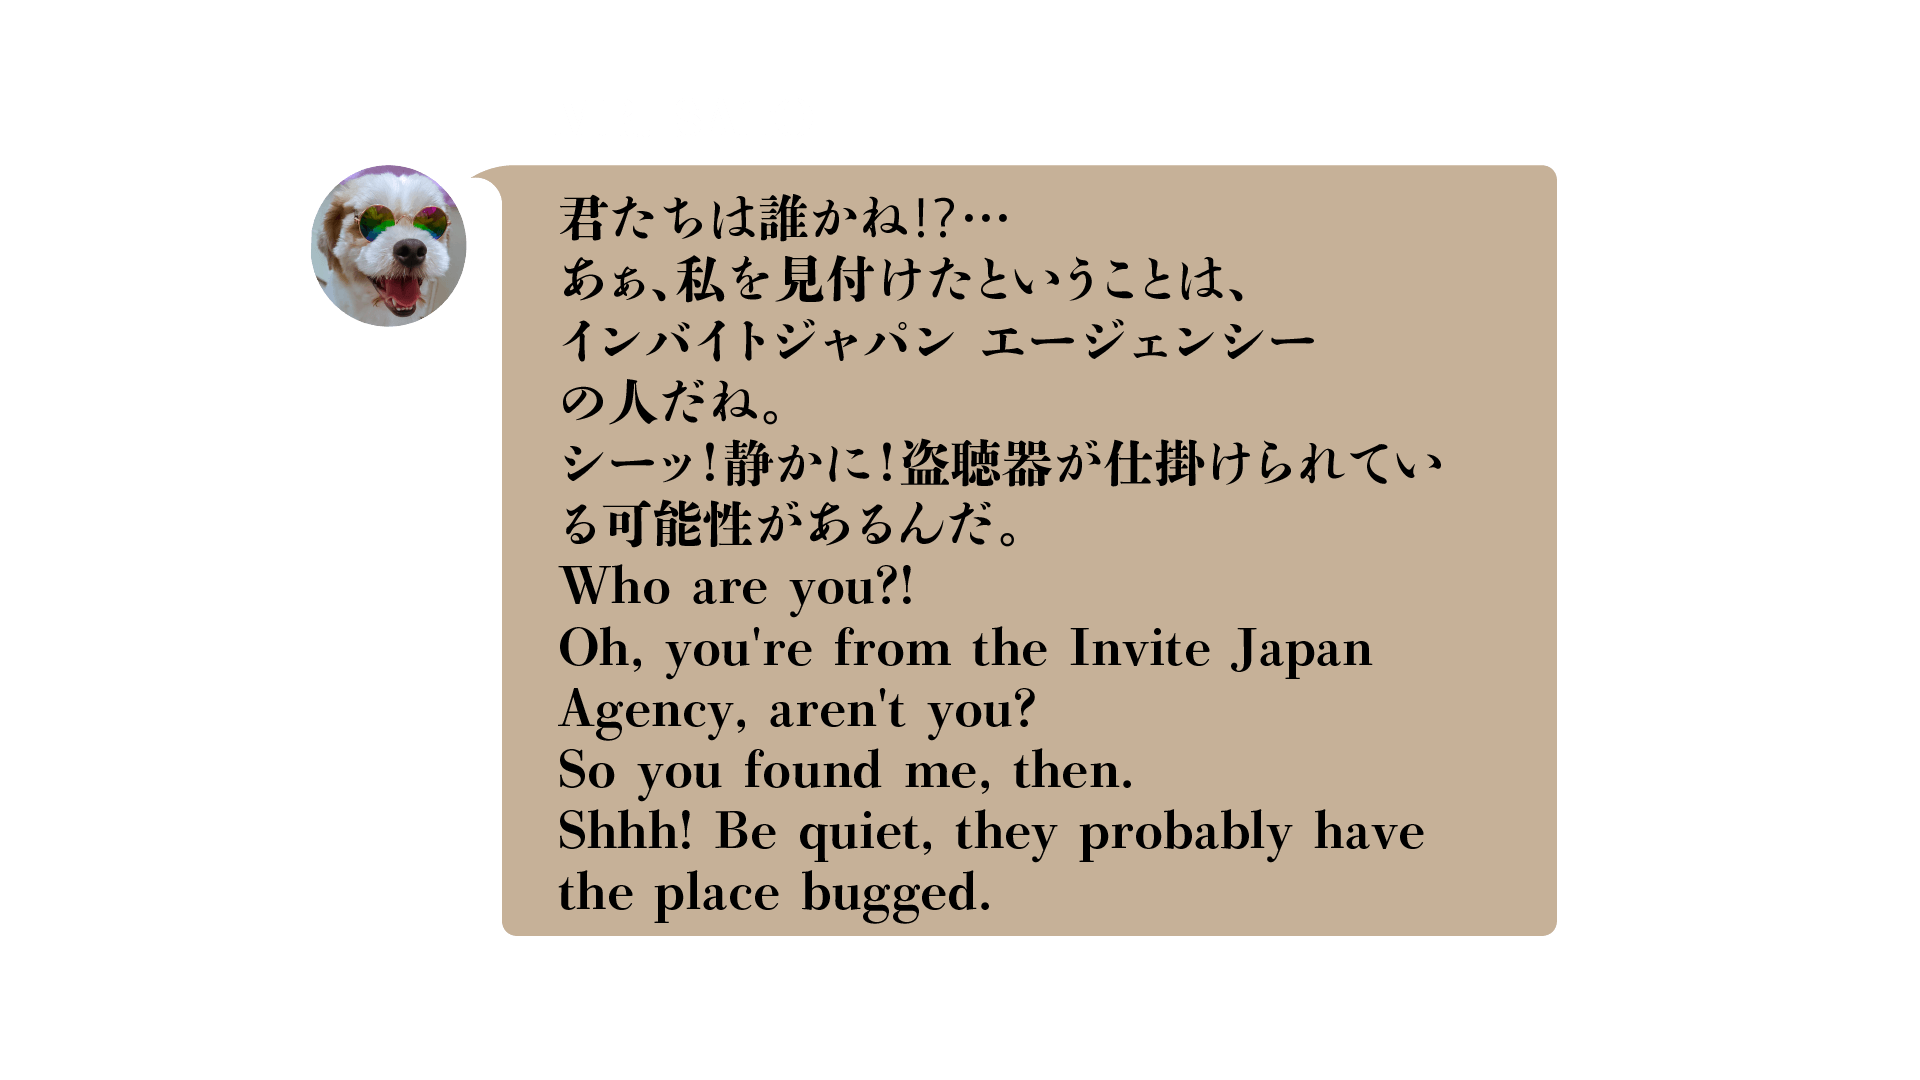 君たちは誰かね!?…
あぁ、私を見付けたということは、
インバイトジャパン エージェンシー
の人だね。
シーッ!静かに!盗聴器が仕掛けられてい
る可能性があるんだ。
Who are you?!
Oh, you're from the Invite Japan
Agency, aren't you?
So you found me, then.
Shhh! Be quiet, they probably have
the place bugged.